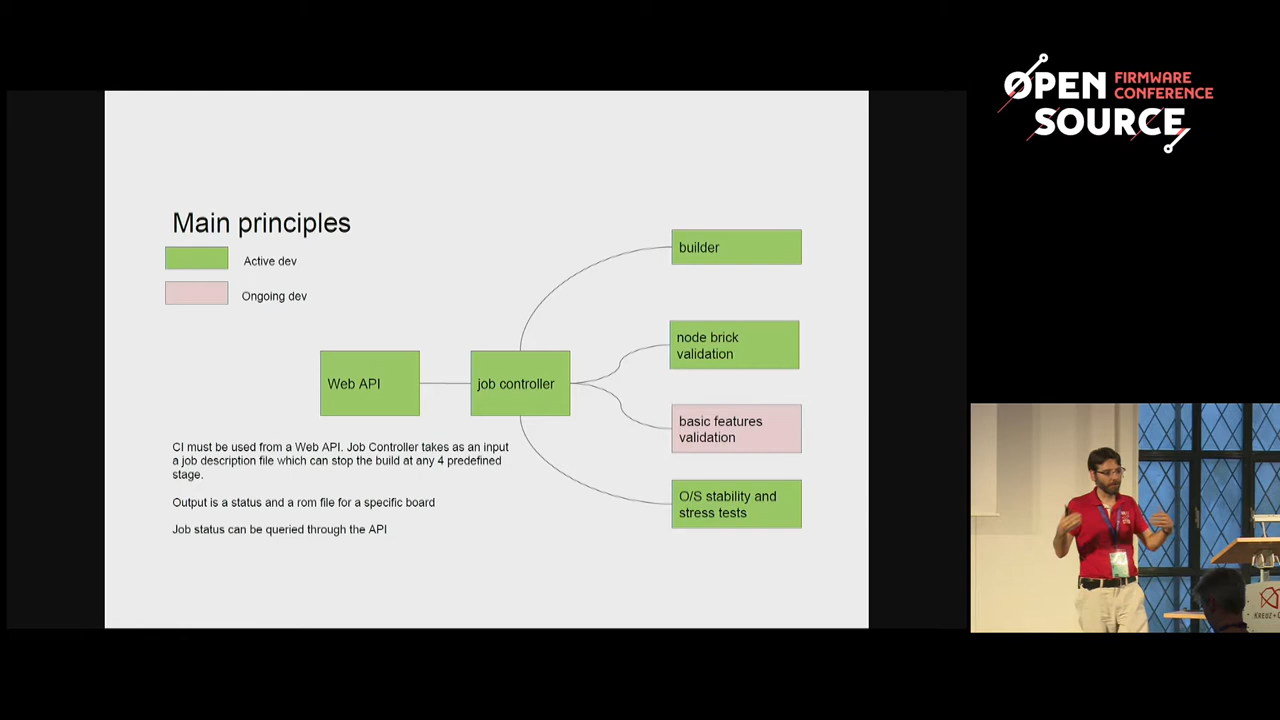 OPEN FIRMWARE
CONFERENCE
SOURCE
Main principles
Active dev
Ongoing dev
builder
node brick
validation
Web API
job controller
basic features
validation
O/S stability and
stress tests
CI must be used from a Web API. Job Controller takes as an input
a job description file which can stop the build at any 4 predefined
stage.
Output is a status and a rom file for a specific board
Job status can be queried through the API